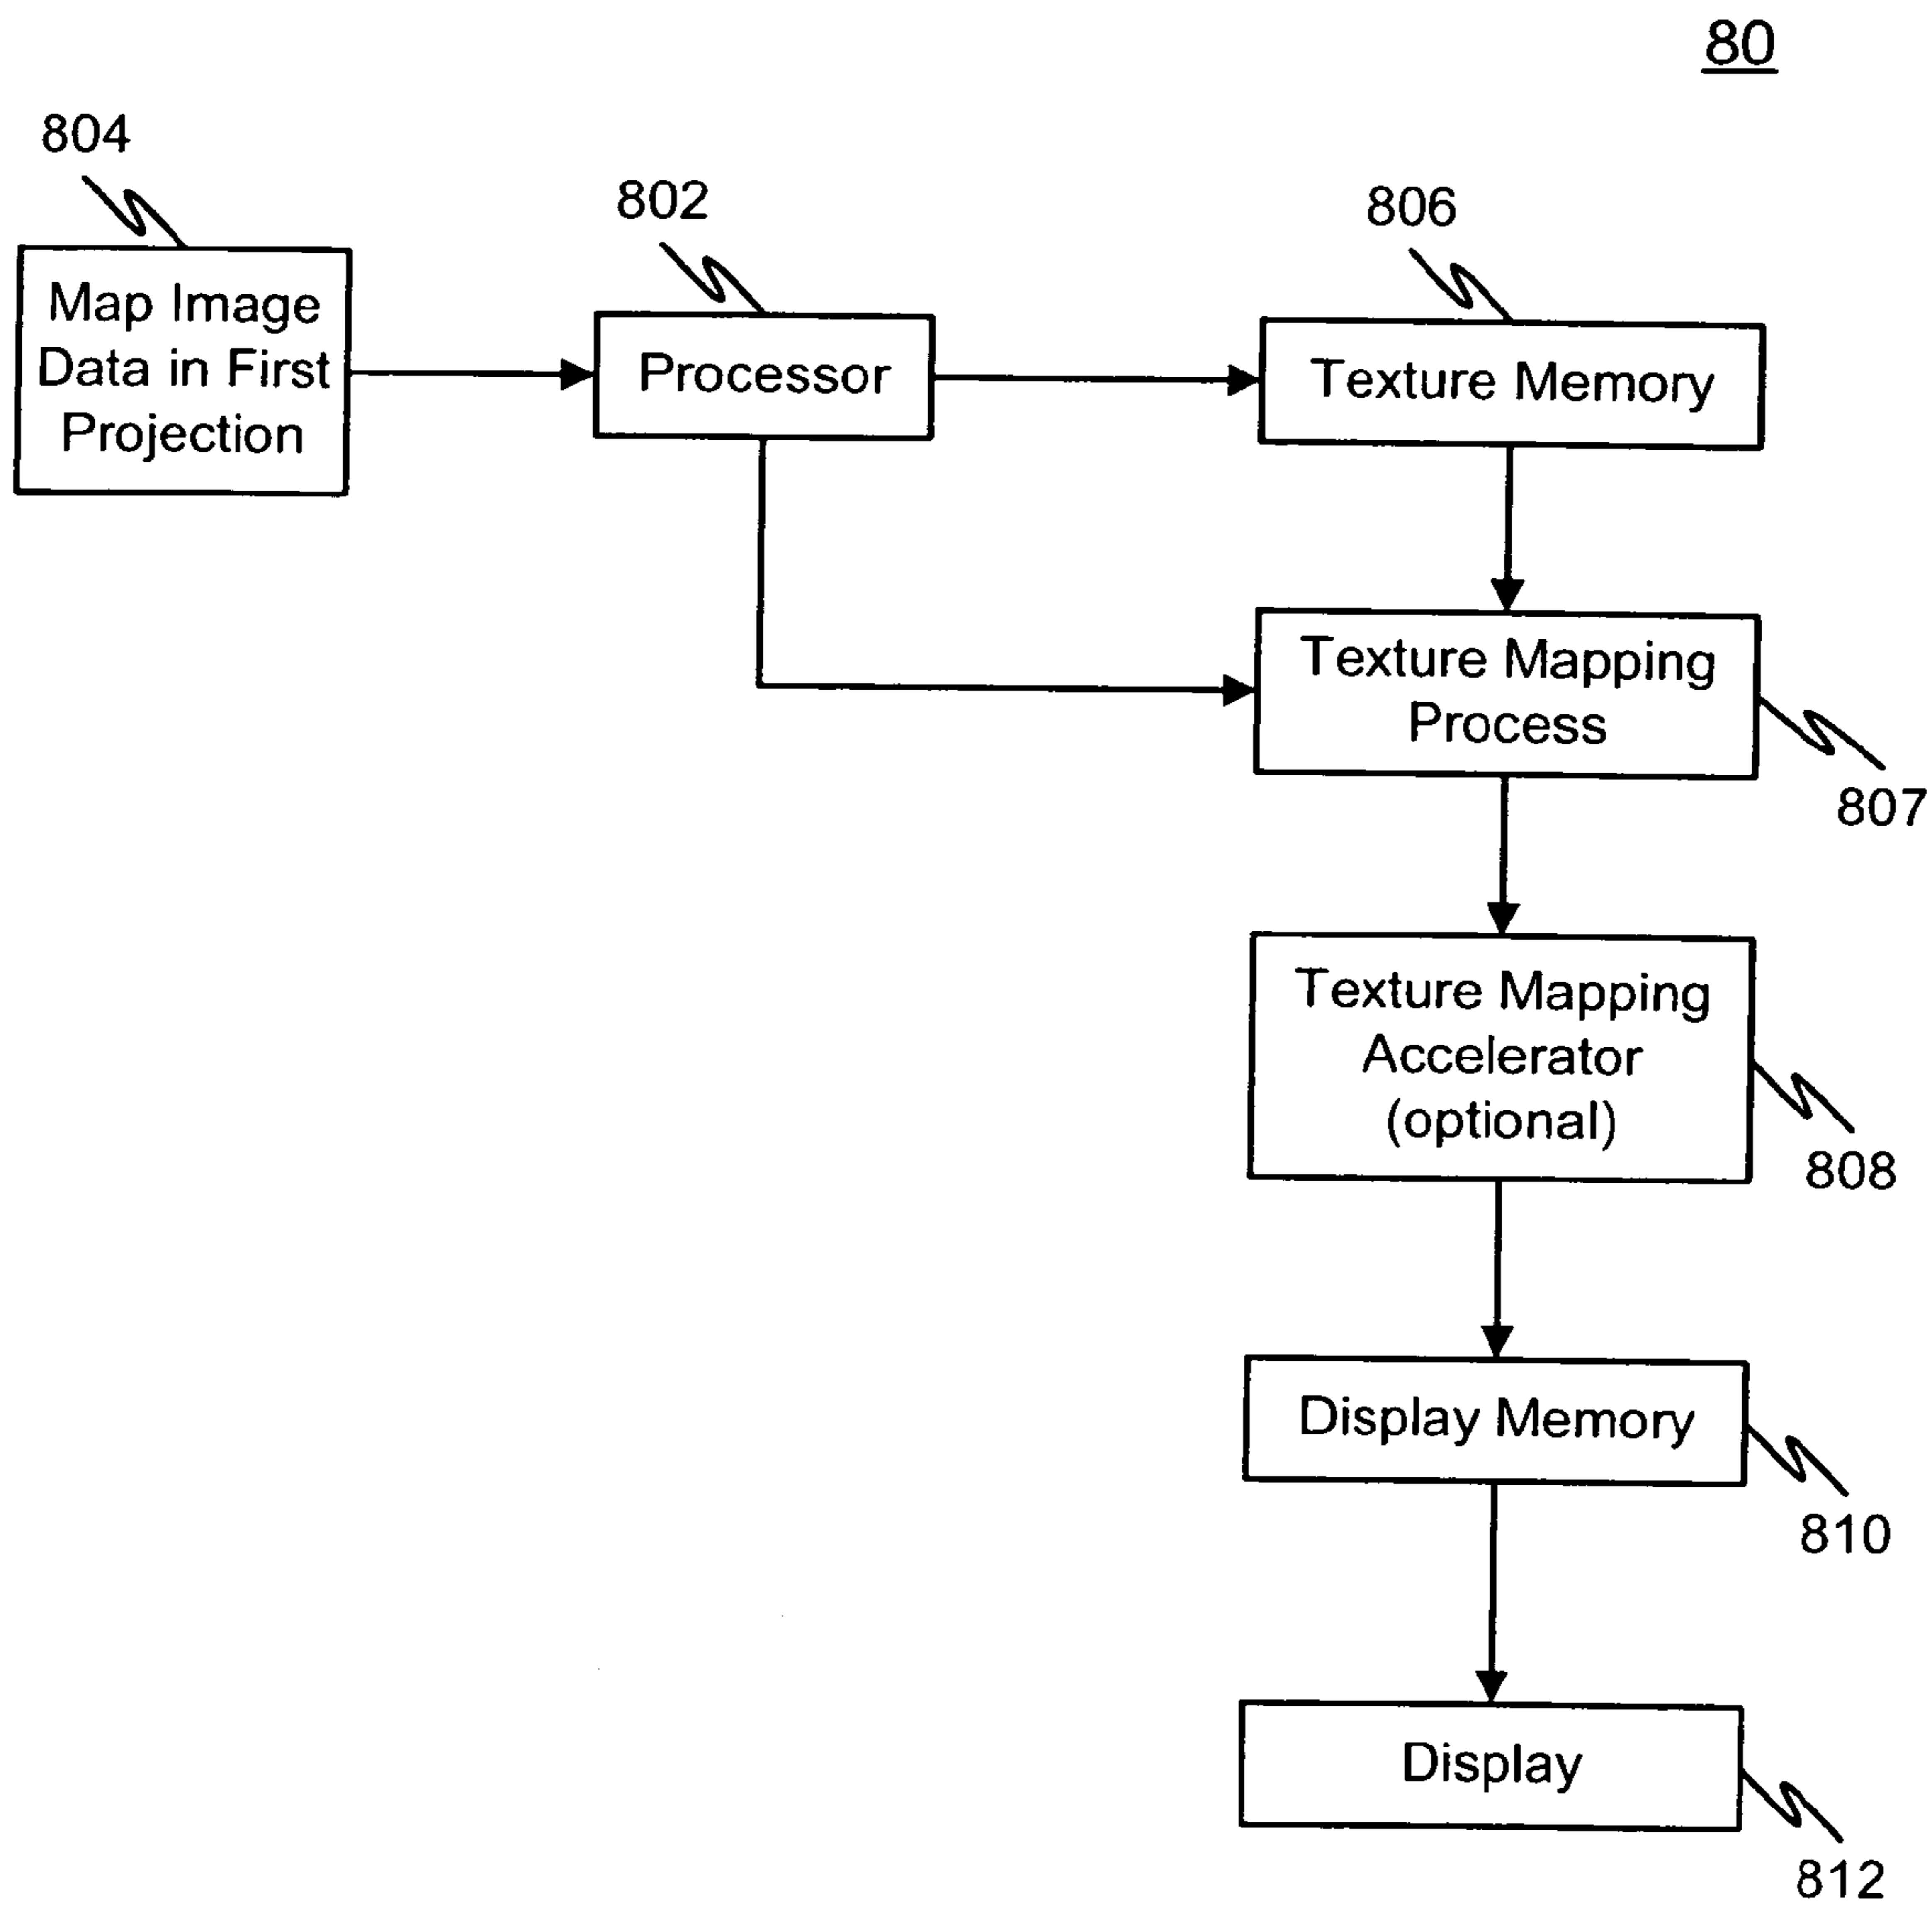 80
804
802
806
Map Image
Data in First
Projection
Processor
Texture Memory
Texture Mapping
Process
807
Texture Mapping
Accelerator
(optional)
808
Display Memory
810
Display
812